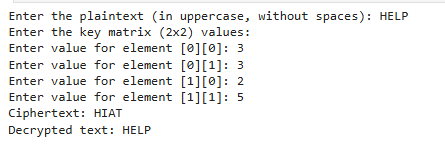 Enter the plaintext (in uppercase, without spaces): HELP
Enter the key matrix (2x2) values:
Enter value for element [0][0]: 3
Enter value for element [0][1]: 3
Enter value for element [1][0]: 2
Enter value for element [1][1]: 5
Ciphertext: HIAT
Decrypted text: HELP